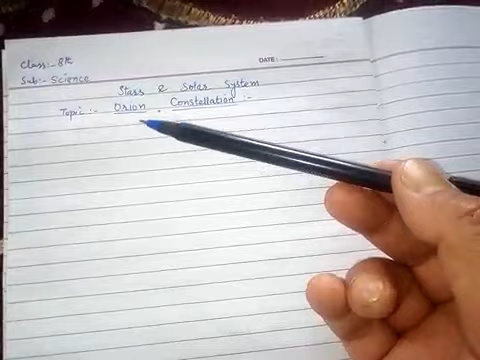 Class:- 8th
Sub:- Science
DATE :
Stars & Solar System
Topic :- Orion Constellation :-